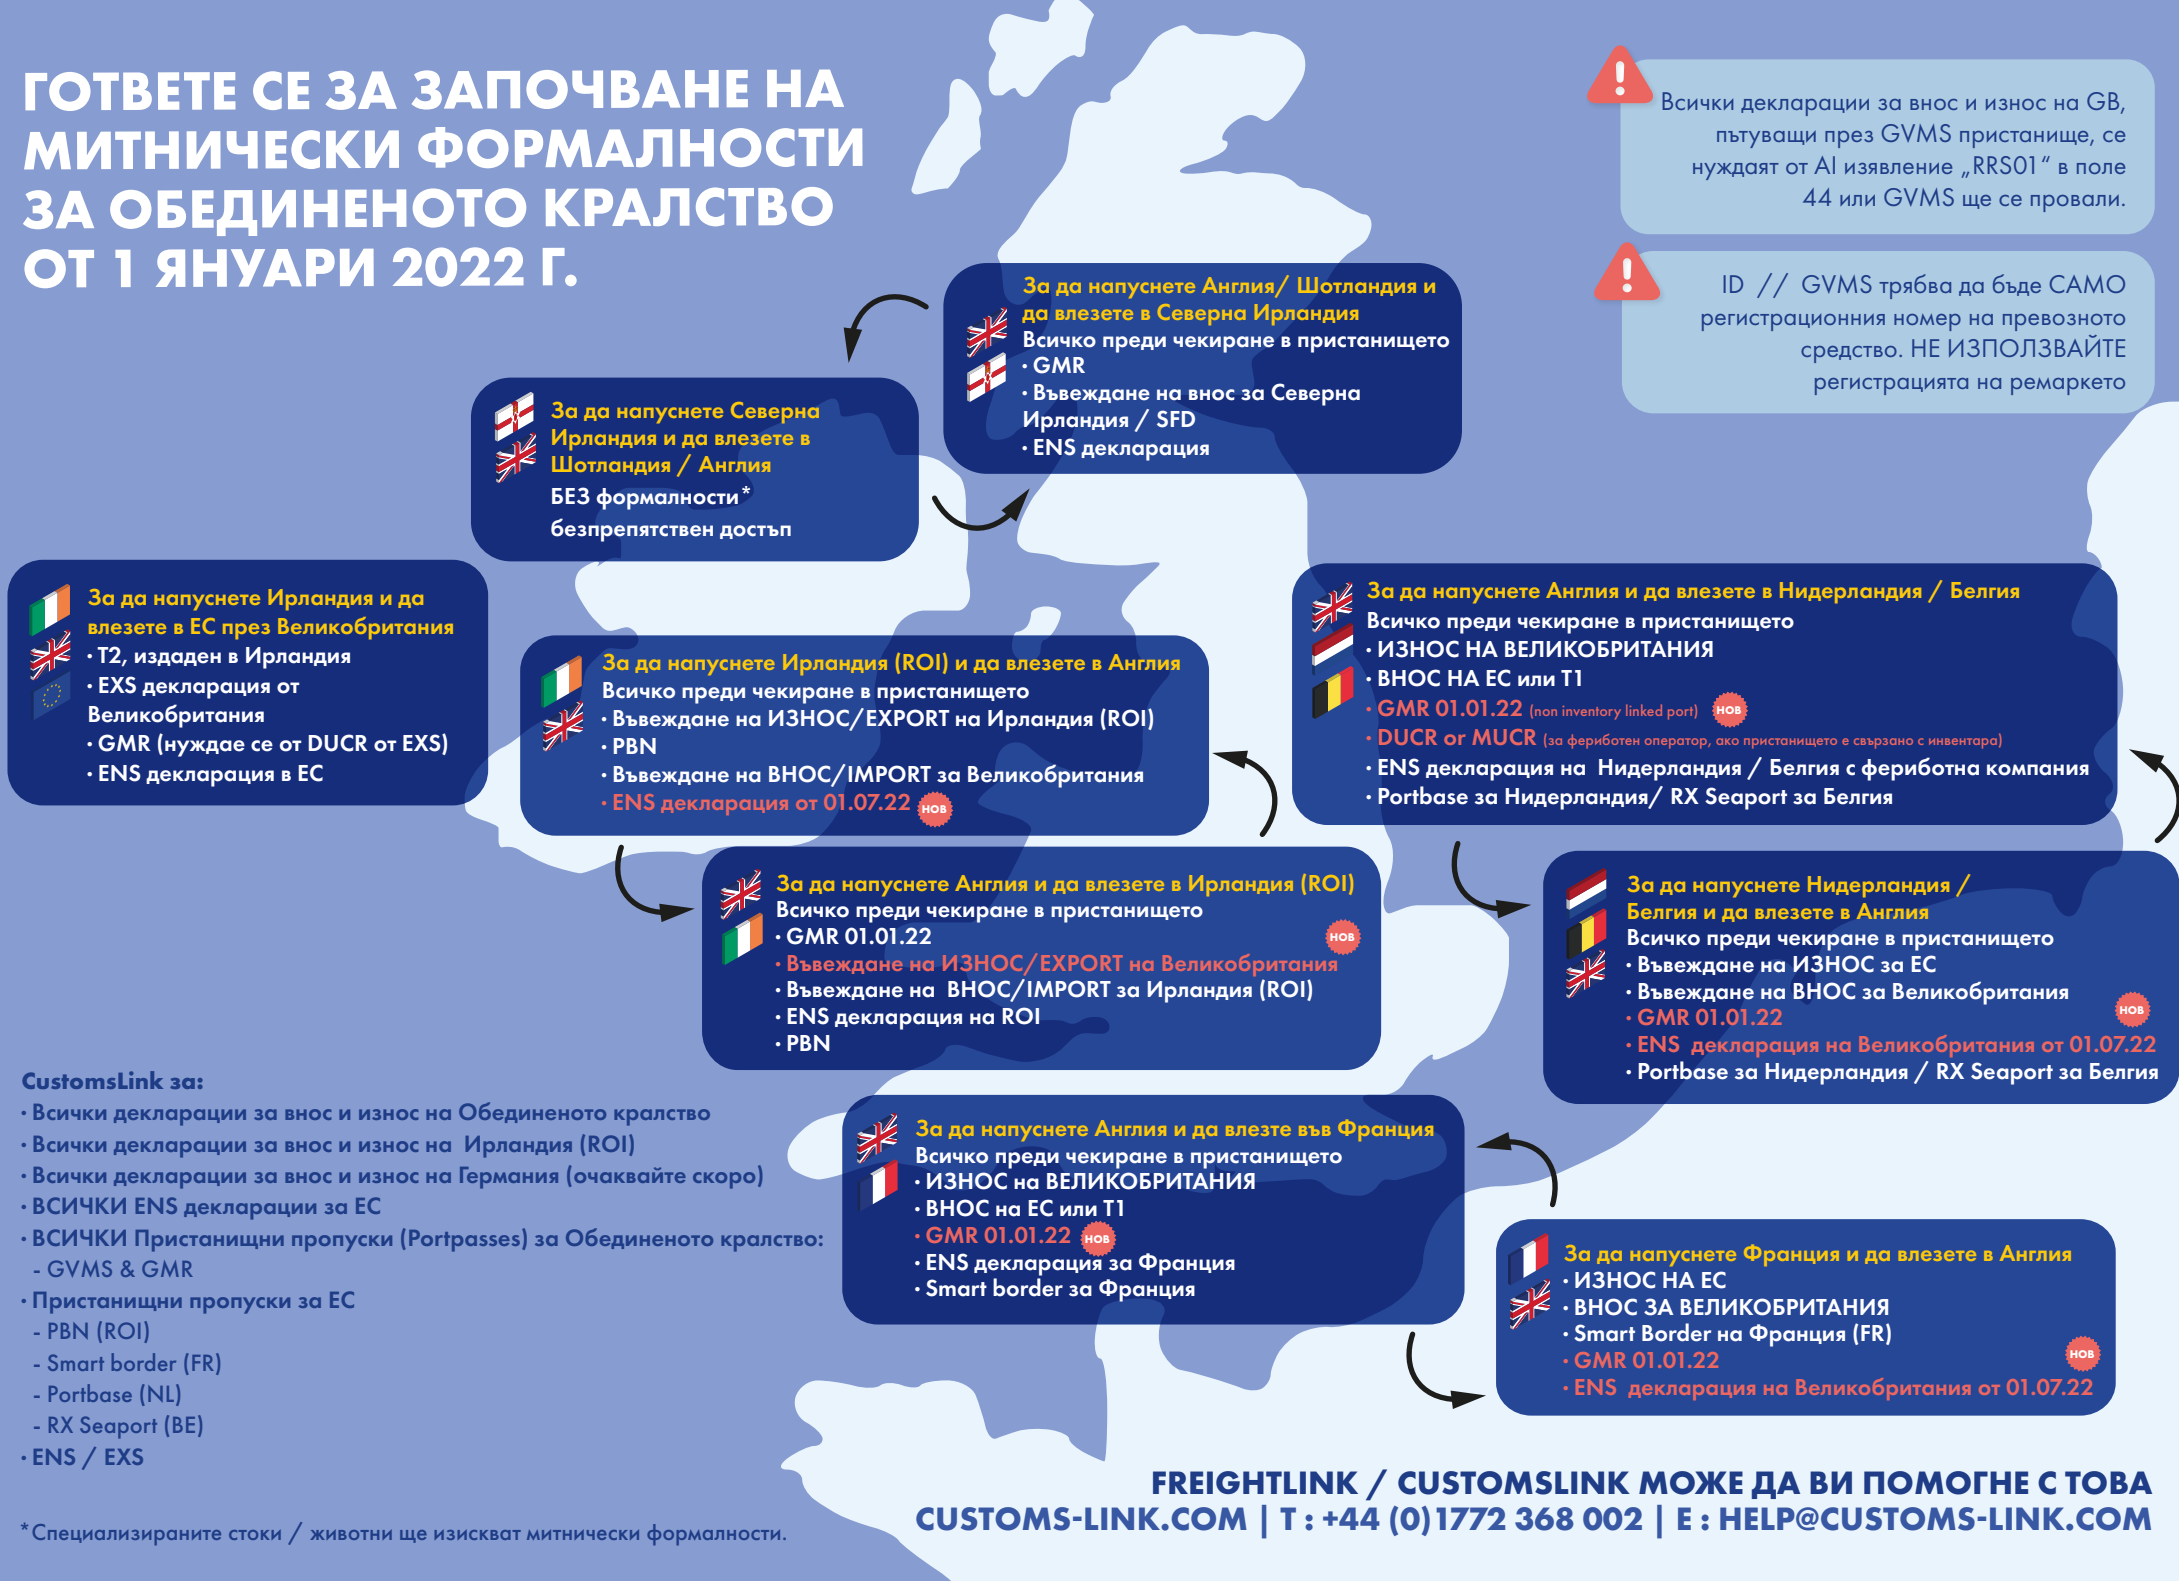 ГОТВЕТЕ СЕ ЗА ЗАПОЧВАНЕ НА
МИТНИЧЕСКИ ФОРМАЛНОСТИ
ЗА ОБЕДИНЕНОТО КРАЛСТВО
ОТ 1 ЯНУАРИ 2022 Г.
Всички декларации за внос и износ на GB,
пътуващи през GVMS пристанище, се
нуждаят от AI изявление „RRS01“ в поле
44 или GVMS ще се провали.
ID // GVMS трябва да бъде САМО
регистрационния номер на превозното
средство. НЕ ИЗПОЛЗВАЙТЕ
регистрацията на ремаркето
За да напуснете Англия/ Шотландия и
да влезете в Северна Ирландия
Всичко преди чекиране в пристанището
· GMR
· Въвеждане на внос за Северна
Ирландия / SFD
· ENS декларация
За да напуснете Северна
Ирландия и да влезете в
Шотландия / Англия
БЕЗ формалности*
безпрепятствен достъп
За да напуснете Ирландия и да
влезете в ЕС през Великобритания
· T2, издаден в Ирландия
· EXS декларация от
Великобритания
· GMR (нуждае се от DUCR от EXS)
· ENS декларация в ЕС
За да напуснете Ирландия (ROI) и да влезете в Англия
Всичко преди чекиране в пристанището
· Въвеждане на ИЗНОС/EXPORT на Ирландия (ROI)
· PBN
· Въвеждане на ВНОС/IMPORT за Великобритания
· ENS декларация от 01.07.22 НОВ
За да напуснете Англия и да влезете в Нидерландия / Белгия
Всичко преди чекиране в пристанището
· ИЗНОС НА ВЕЛИКОБРИТАНИЯ
· ВНОС НА ЕС или T1
· GMR 01.01.22 (non inventory linked port) НОВ
· DUCR or MUCR (за фериботен оператор, ако пристанището е свързано с инвентара)
· ENS декларация на Нидерландия / Белгия с фериботна компания
· Portbase за Нидерландия/ RX Seaport за Белгия
За да напуснете Англия и да влезете в Ирландия (ROI)
Всичко преди чекиране в пристанището
· GMR 01.01.22
НОВ
· Въвеждане на ИЗНОС/EXPORT на Великобритания
· Въвеждане на ВНОС/IMPORT за Ирландия (ROI)
· ENS декларация на ROI
· PBN
За да напуснете Нидерландия /
Белгия и да влезете в Англия
Всичко преди чекиране в пристанището
· Въвеждане на ИЗНОС за ЕС
· Въвеждане на ВНОС за Великобритания
НОВ
· GMR 01.01.22
· ENS декларация на Великобритания от 01.07.22
· Portbase за Нидерландия / RX Seaport за Белгия
За да напуснете Англия и да влезте във Франция
Всичко преди чекиране в пристанището
· ИЗНОС на ВЕЛИКОБРИТАНИЯ
· ВНОС на ЕС или T1
· GMR 01.01.22 НОВ
· ENS декларация за Франция
· Smart border за Франция
За да напуснете Франция и да влезете в Англия
· ИЗНОС НА ЕС
· ВНОС ЗА ВЕЛИКОБРИТАНИЯ
· Smart Border на Франция (FR)
· GMR 01.01.22
НОВ
· ENS декларация на Великобритания от 01.07.22
CustomsLink за:
· Всички декларации за внос и износ на Обединеното кралство
· Всички декларации за внос и износ на Ирландия (ROI)
· Всички декларации за внос и износ на Германия (очаквайте скоро)
· ВСИЧКИ ENS декларации за ЕС
· ВСИЧКИ Пристанищни пропуски (Portpasses) за Обединеното кралство:
- GVMS & GMR
· Пристанищни пропуски за ЕС
- PBN (ROI)
- Smart border (FR)
- Portbase (NL)
- RX Seaport (BE)
· ENS / EXS
*Специализираните стоки / животни ще изискват митнически формалности.
FREIGHTLINK / CUSTOMSLINK МОЖЕ ДА ВИ ПОМОГНЕ С ТОВА
CUSTOMS-LINK.COM | T : +44 (0)1772 368 002 | E : HELP@CUSTOMS-LINK.COM